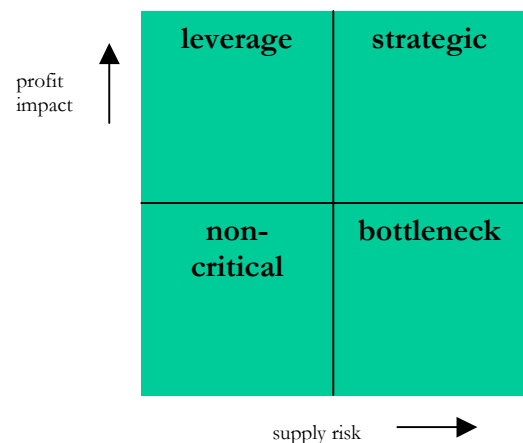 leverage
strategic
profit
impact
non-
critical
bottleneck
supply risk